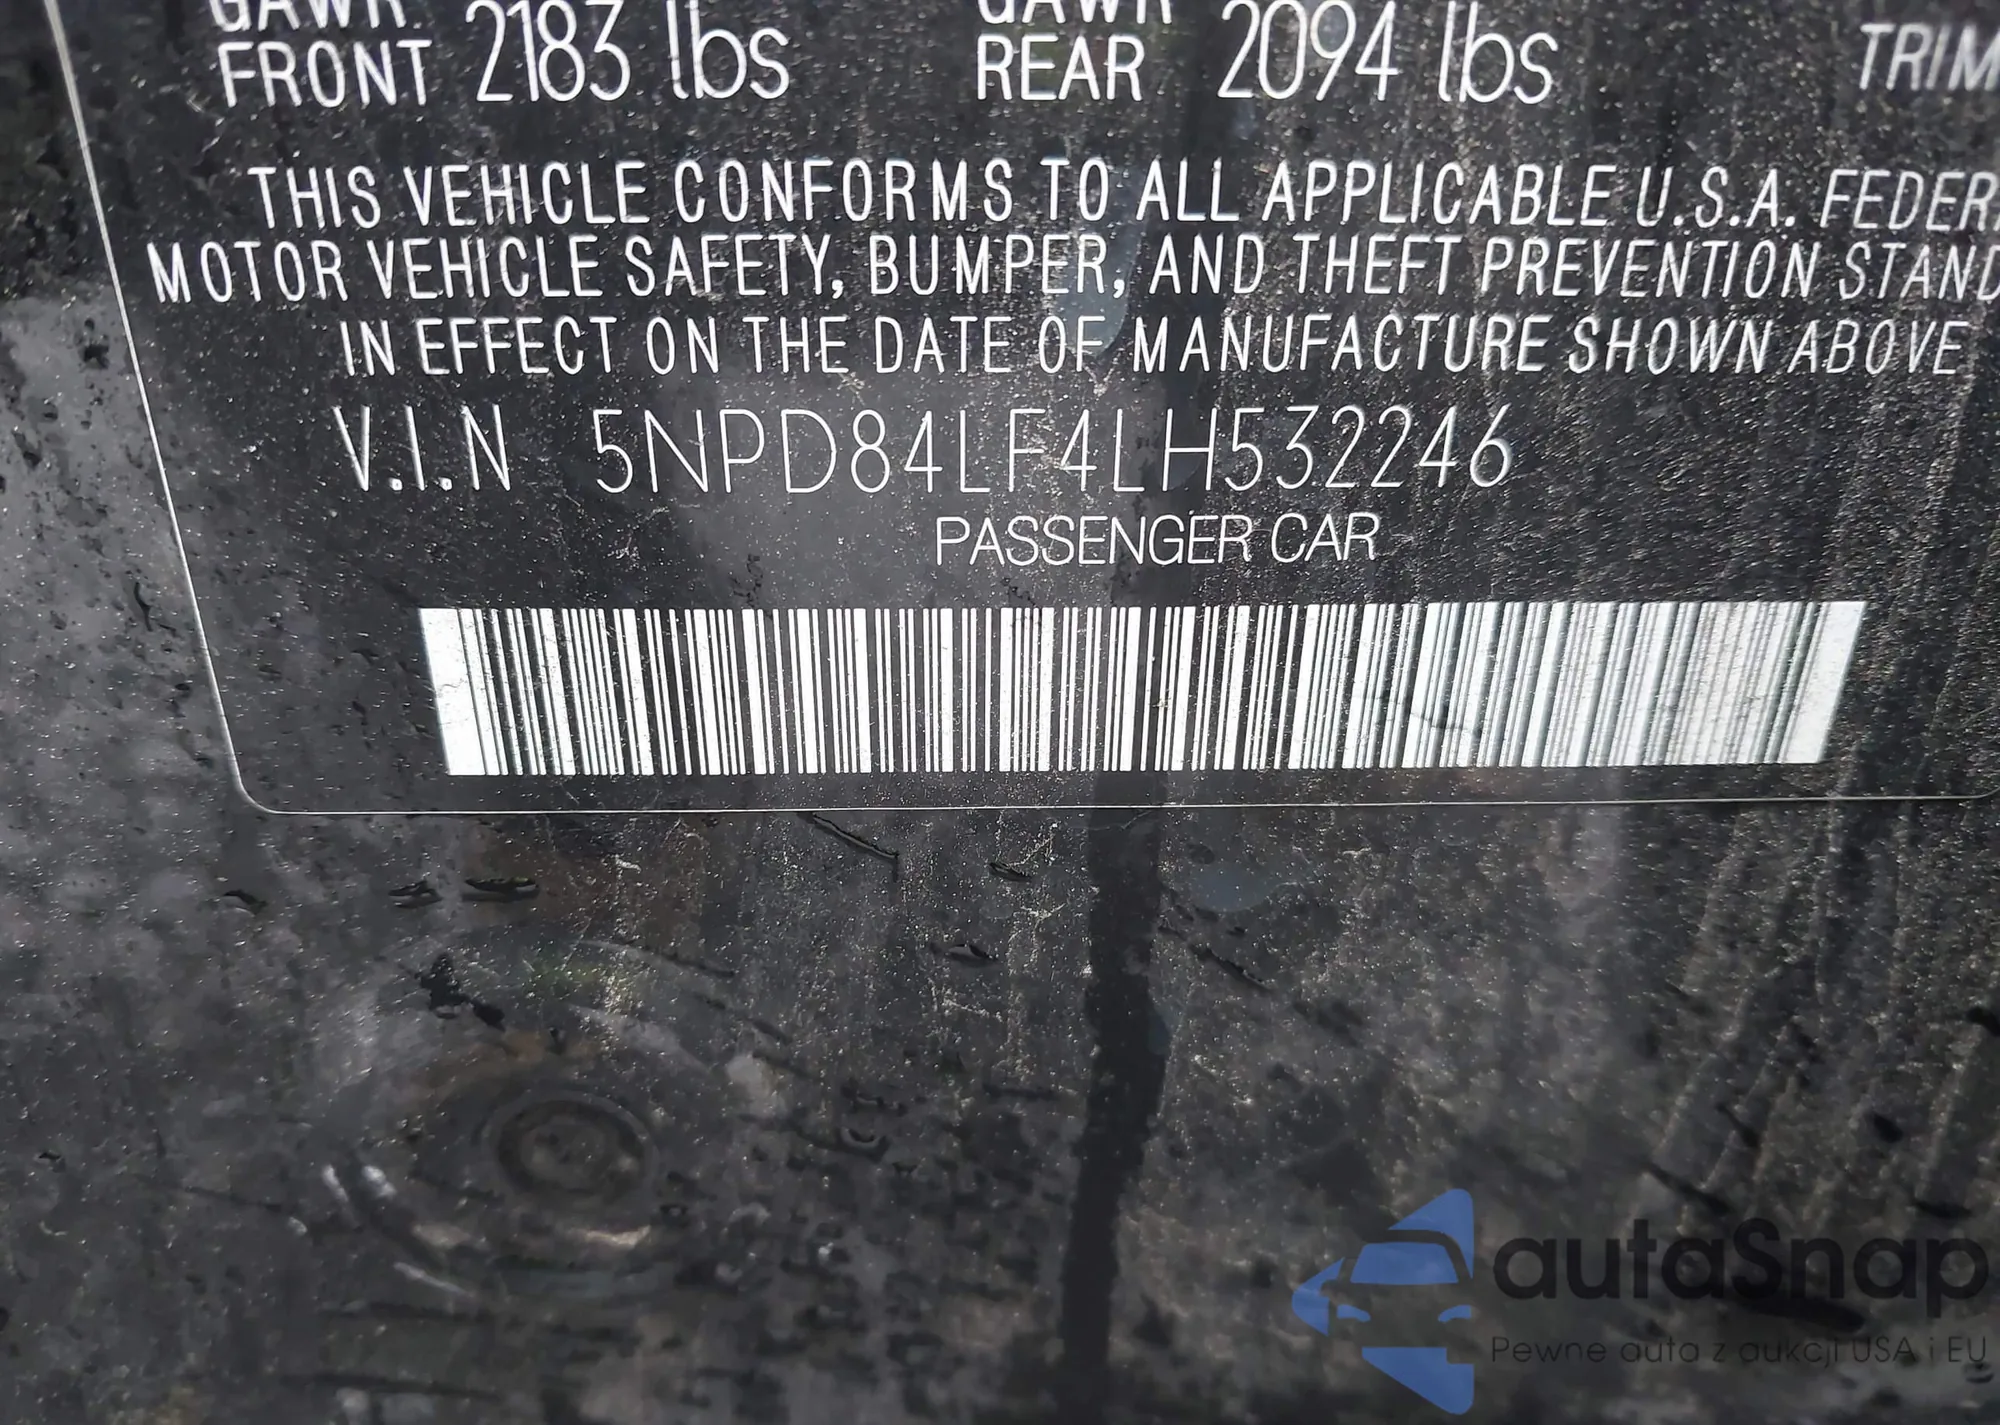 GAWR FRONT 2183 lbs GAWR REAR 2094 lbs TRIM
THIS VEHICLE CONFORMS TO ALL APPLICABLE U.S.A. FEDER
MOTOR VEHICLE SAFETY, BUMPER, AND THEFT PREVENTION STAND
IN EFFECT ON THE DATE OF MANUFACTURE SHOWN ABOVE
V.I.N 5NPD84LF4LH532246
PASSENGER CAR
autaSnap
Pewne auta z aukcji USA i EU